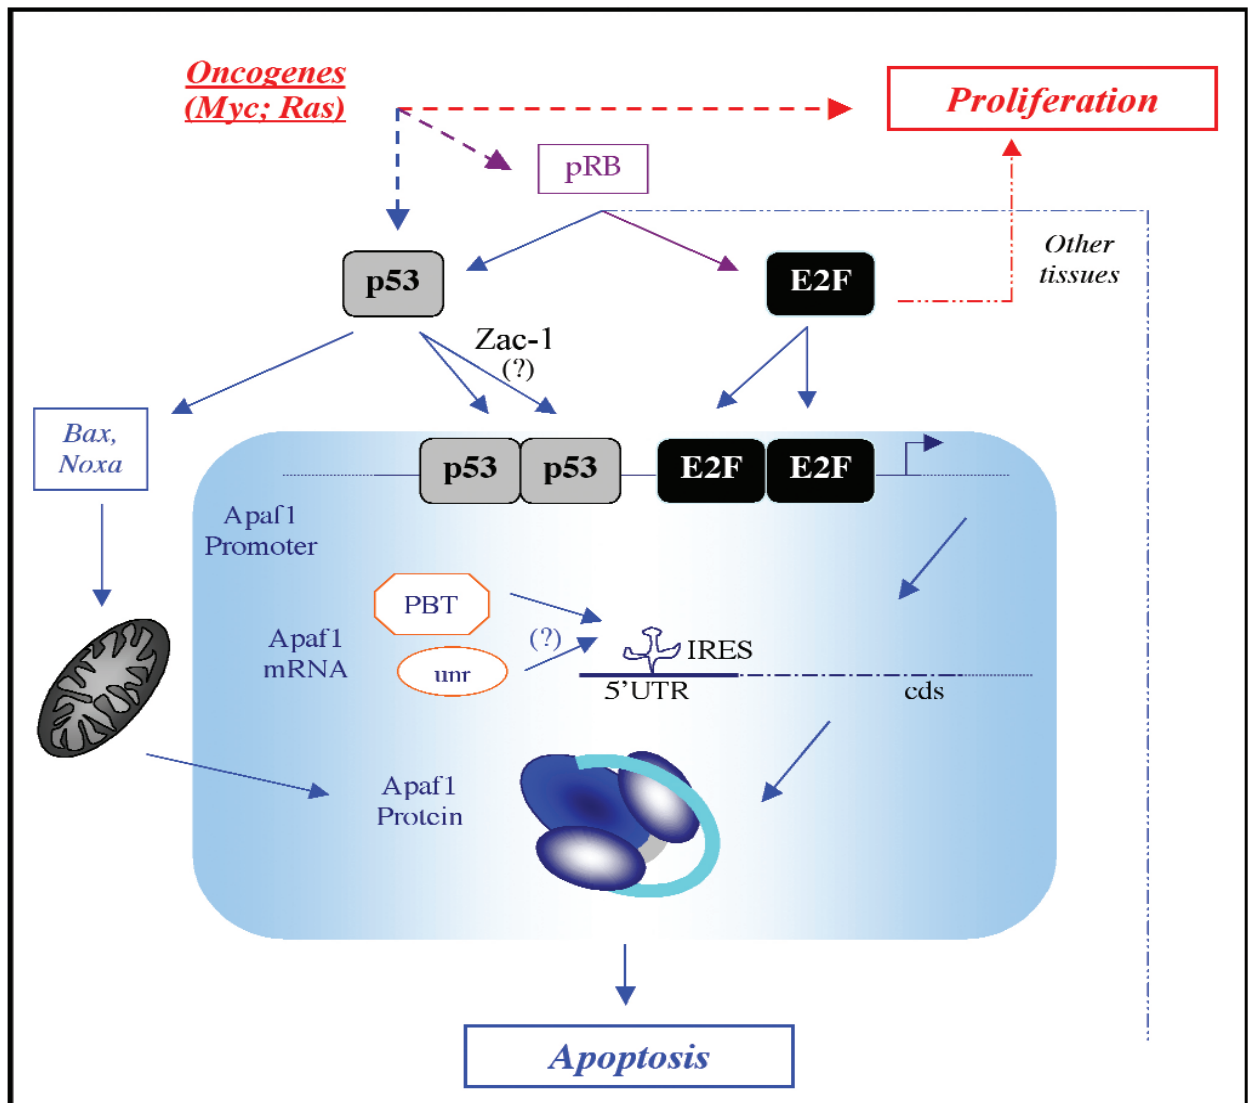 Oncogenes
(Myc; Ras)
Proliferation
pRB
Other
tissues
p53
E2F
Zac-1
(?)
Bax,
Noxa
p53
p53
E2F
E2F
Apaf1
Promoter
PBT
(?)
Apaf1
mRNA
unr
IRES
5'UTR
cds
Apaf1
Protein
Apoptosis